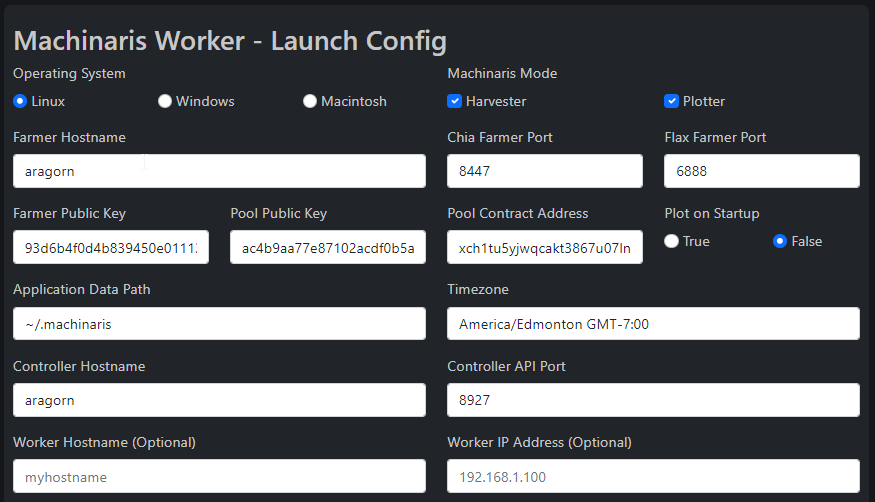 Machinaris Worker - Launch Config
Operating System Machinaris Mode
Linux Windows Macintosh Harvester Plotter
Farmer Hostname Chia Farmer Port Flax Farmer Port
aragorn 8447 6888
Farmer Public Key Pool Public Key Pool Contract Address Plot on Startup
93d6b4f0d4b839450e01112 ac4b9aa77e87102acdf0b5a xch1tu5yjwqcakt3867u07ln True False
Application Data Path Timezone
~/.machinaris America/Edmonton GMT-7:00
Controller Hostname Controller API Port
aragorn 8927
Worker Hostname (Optional) Worker IP Address (Optional)
myhostname 192.168.1.100